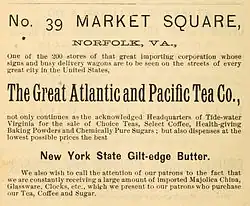 No. 39 MARKET SQUARE,
NORFOLK, VA.,
One of the 200 stores of that great importing corporation whose
signs and busy delivery wagons are to be seen on the streets of every
great city in the United States,
The Great Atlantic and Pacific Tea Co.,
not only continues as the acknowledged Headquarters of Tide-water
Virginia for the sale of Choice Teas, Select Coffee, Health-giving
Baking Powders and Chemically Pure Sugars; but also dispenses at the
lowest possible prices the best
New York State Gilt-edge Butter.
We also wish to call the attention of our patrons to the fact that
we are constantly receiving a large amount of imported Majolica China,
Glassware, Clocks, etc., which we present to our patrons who purchase
our Tea, Coffee and Sugar.